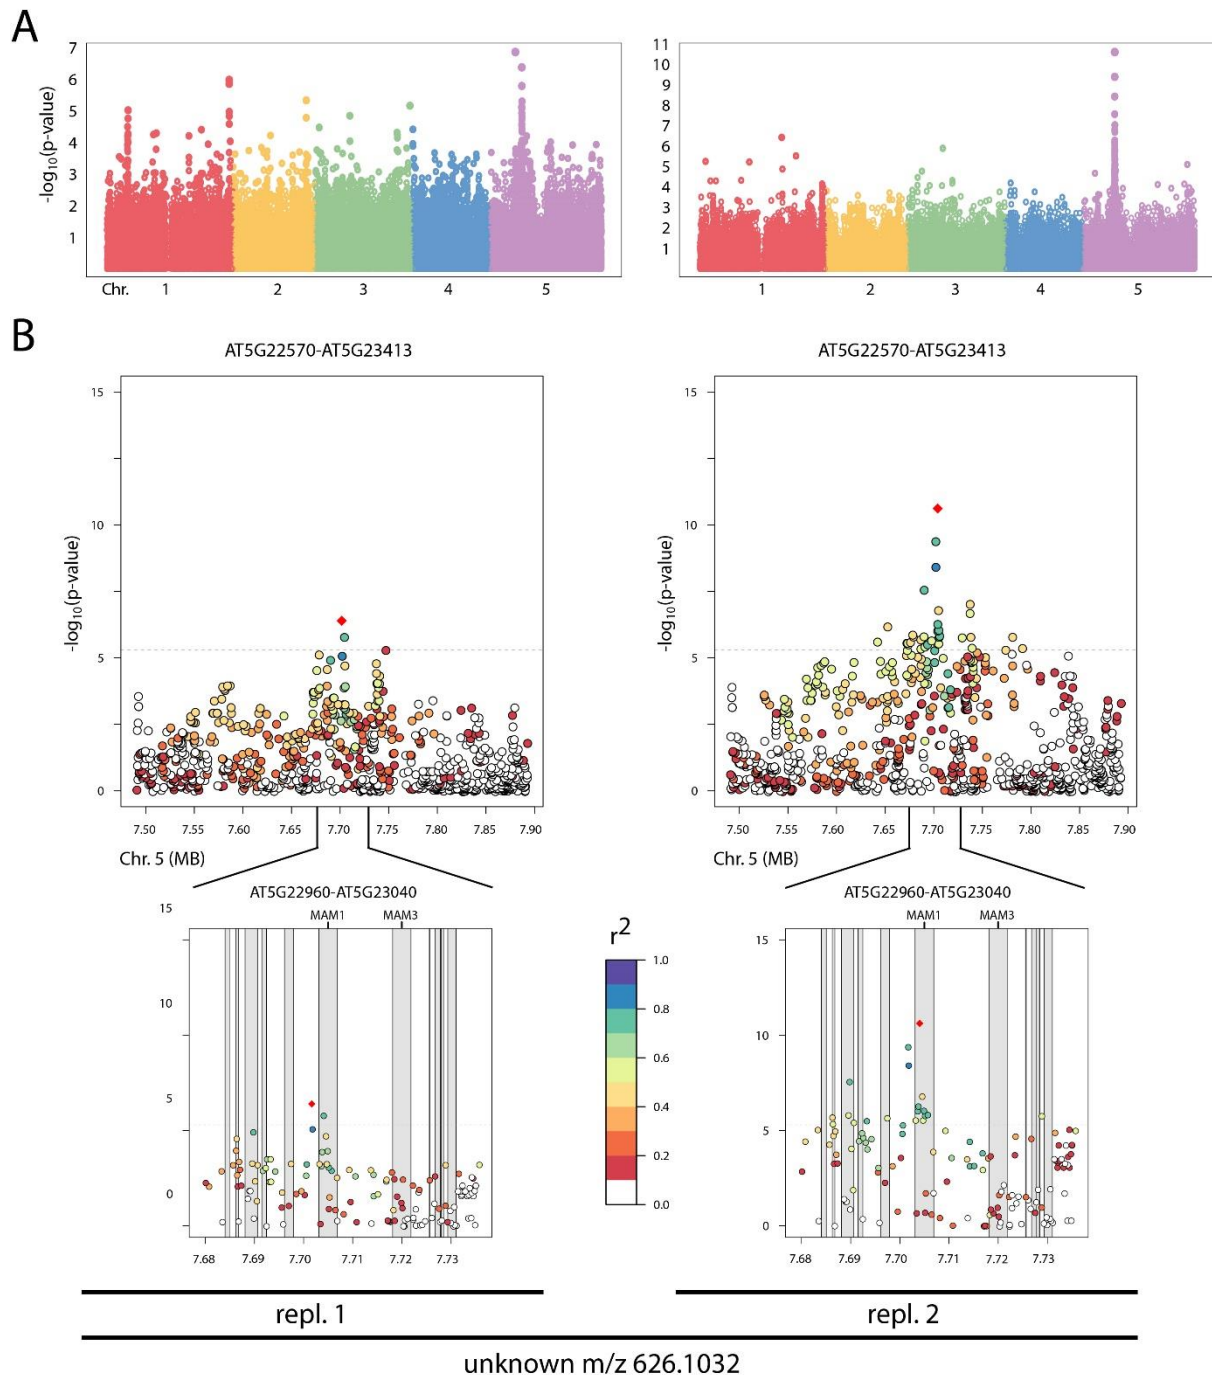 A
-log10(p-value)
7
6
5
4
3
2
1
Chr. 1 2 3 4 5
11
10
9
8
7
6
5
4
3
2
1
1 2 3 4 5
B
AT5G22570-AT5G23413
-log10(p-value)
15
10
5
0
7.50 7.55 7.60 7.65 7.70 7.75 7.80 7.85 7.90
Chr. 5 (MB)
AT5G22570-AT5G23413
-log10(p-value)
15
10
5
0
7.50 7.55 7.60 7.65 7.70 7.75 7.80 7.85 7.90
Chr. 5 (MB)
AT5G22960-AT5G23040
MAM1 MAM3
15
10
5
0
7.68 7.69 7.70 7.71 7.72 7.73
r2
1.0
0.8
0.6
0.4
0.2
0.0
AT5G22960-AT5G23040
MAM1 MAM3
15
10
5
0
7.68 7.69 7.70 7.71 7.72 7.73
repl. 1
repl. 2
unknown m/z 626.1032